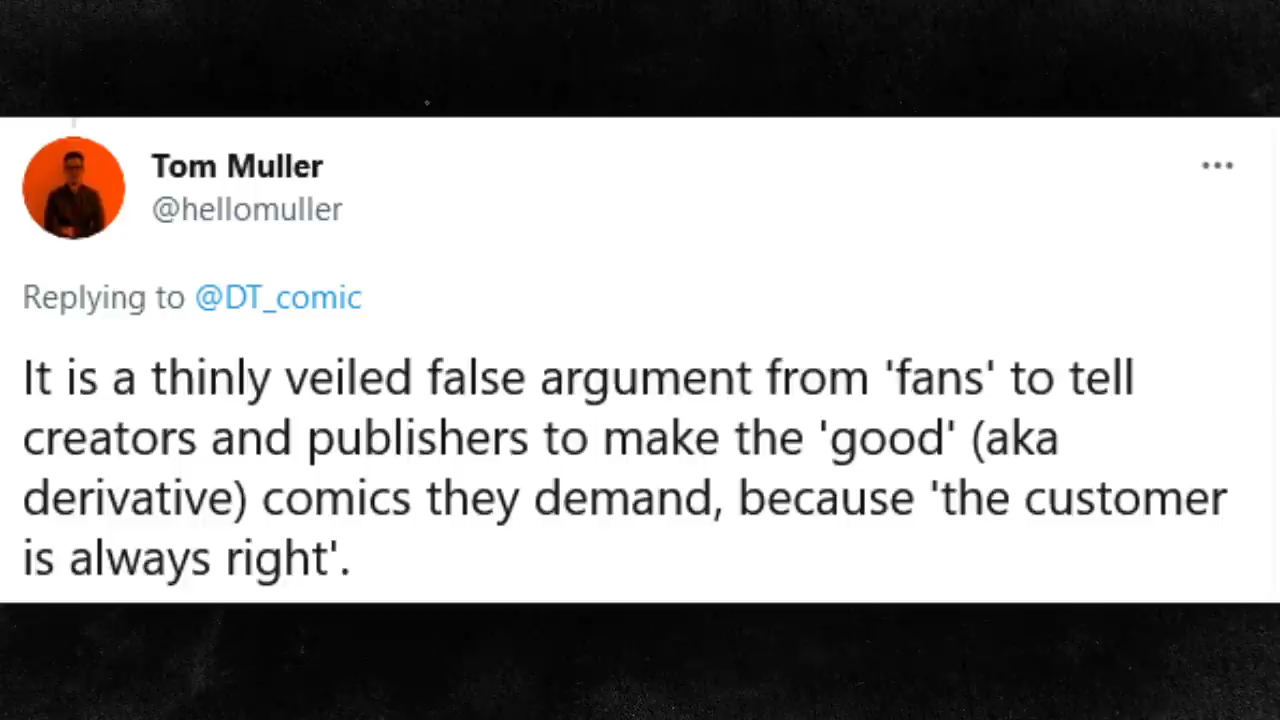 Tom Muller
@hellomuller
Replying to @DT_comic
It is a thinly veiled false argument from 'fans' to tell
creators and publishers to make the 'good' (aka
derivative) comics they demand, because 'the customer
is always right'.